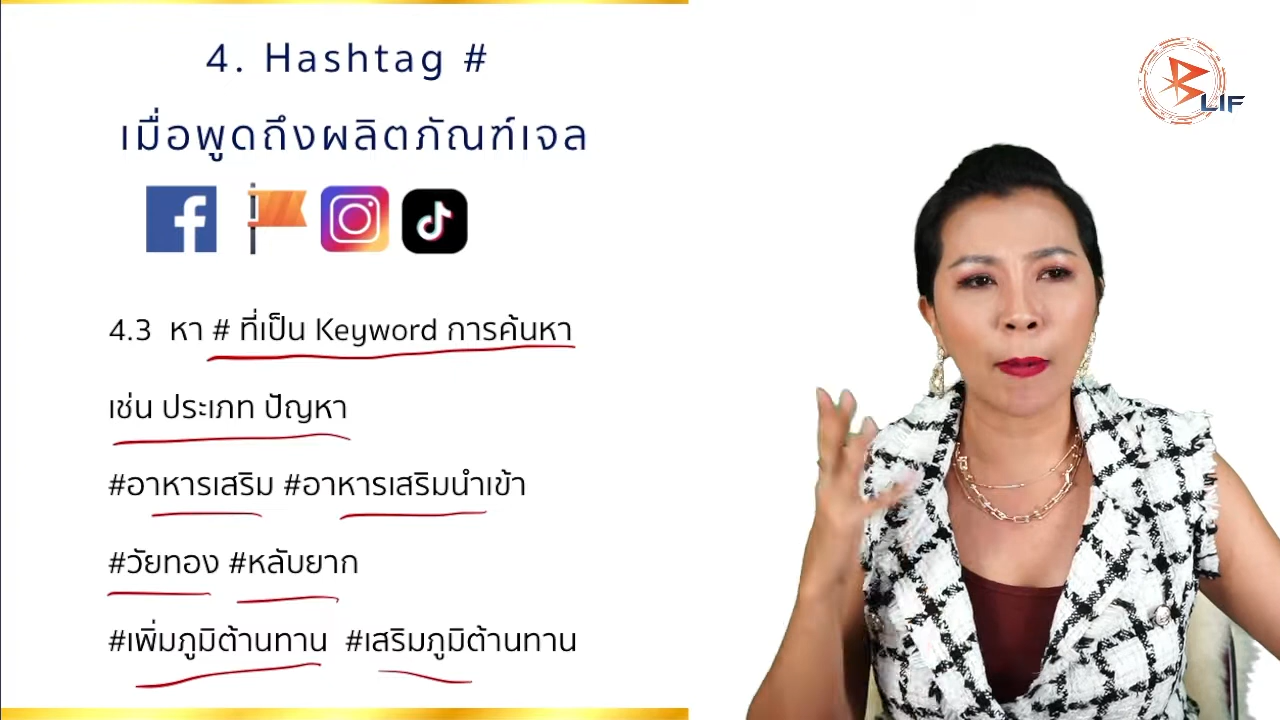 4. Hashtag #
เมื่อพูดถึงผลิตภัณฑ์เจล
4.3 หา # ที่เป็น Keyword การค้นหา
เช่น ประเภท ปัญหา
#อาหารเสริม #อาหารเสริมนำเข้า
#วัยทอง #หลับยาก
#เพิ่มภูมิต้านทาน #เสริมภูมิต้านทาน
B LIF